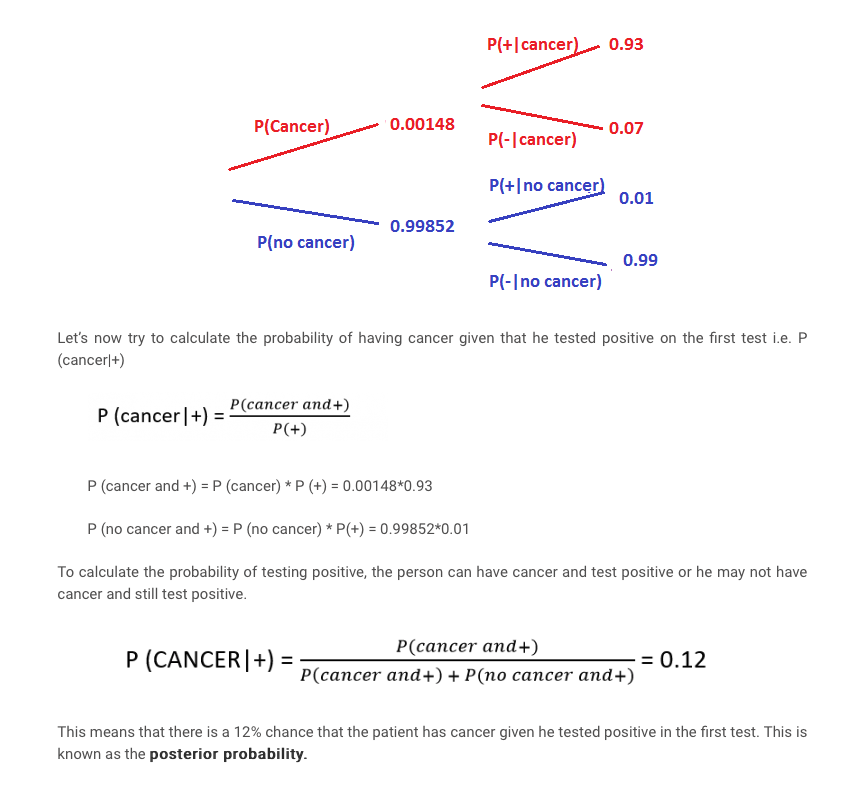 P(+|cancer) 0.93
P(Cancer) 0.00148
P(-|cancer) 0.07
P(+|no cancer) 0.01
P(no cancer) 0.99852
P(-|no cancer) 0.99
Let's now try to calculate the probability of having cancer given that he tested positive on the first test i.e. P
(cancer|+)
P (cancer|+) = P(cancer and+) / P(+)
P (cancer and +) = P (cancer) * P (+) = 0.00148*0.93
P (no cancer and +) = P (no cancer) * P(+) = 0.99852*0.01
To calculate the probability of testing positive, the person can have cancer and test positive or he may not have
cancer and still test positive.
P (CANCER|+) = P(cancer and+) / P(cancer and+) + P(no cancer and+) = 0.12
This means that there is a 12% chance that the patient has cancer given he tested positive in the first test. This is
known as the posterior probability.